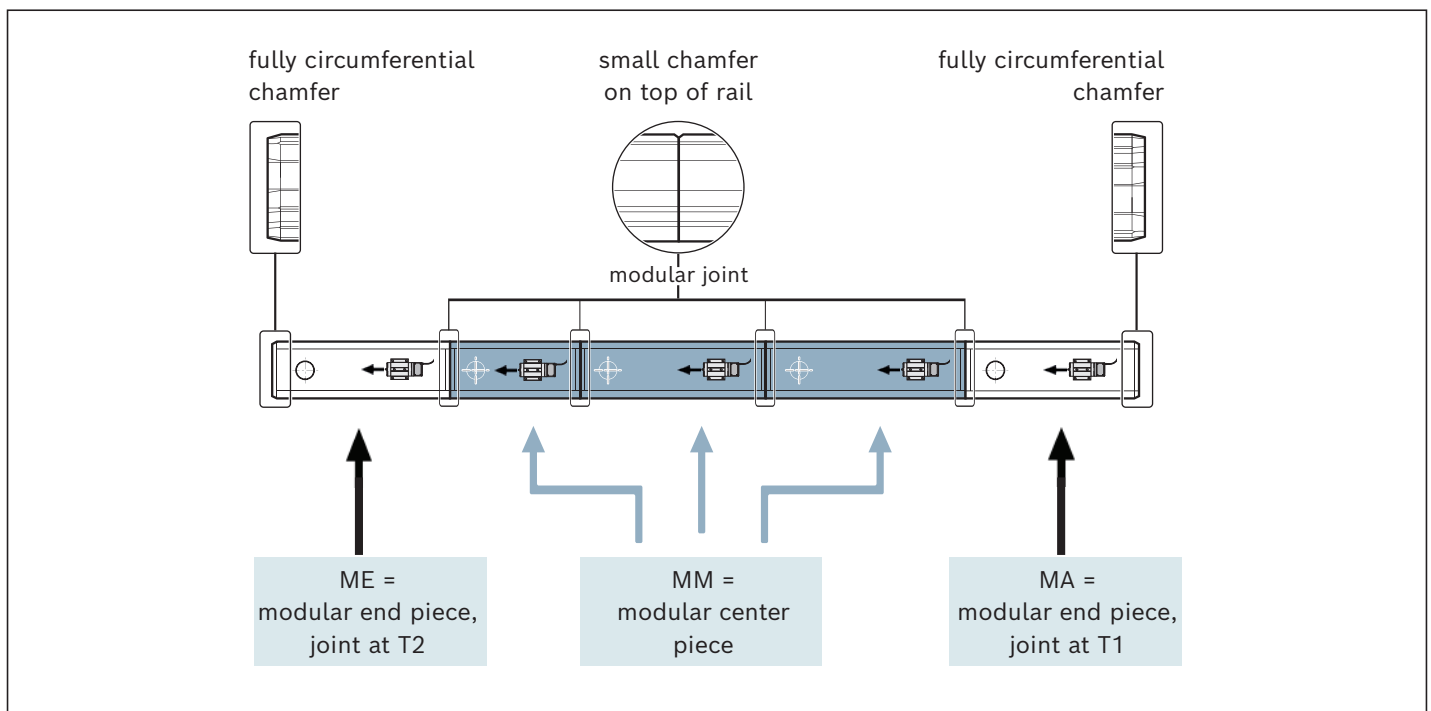 fully circumferential
chamfer
small chamfer
on top of rail
fully circumferential
chamfer
modular joint
ME =
modular end piece,
joint at T2
MM =
modular center
piece
MA =
modular end piece,
joint at T1